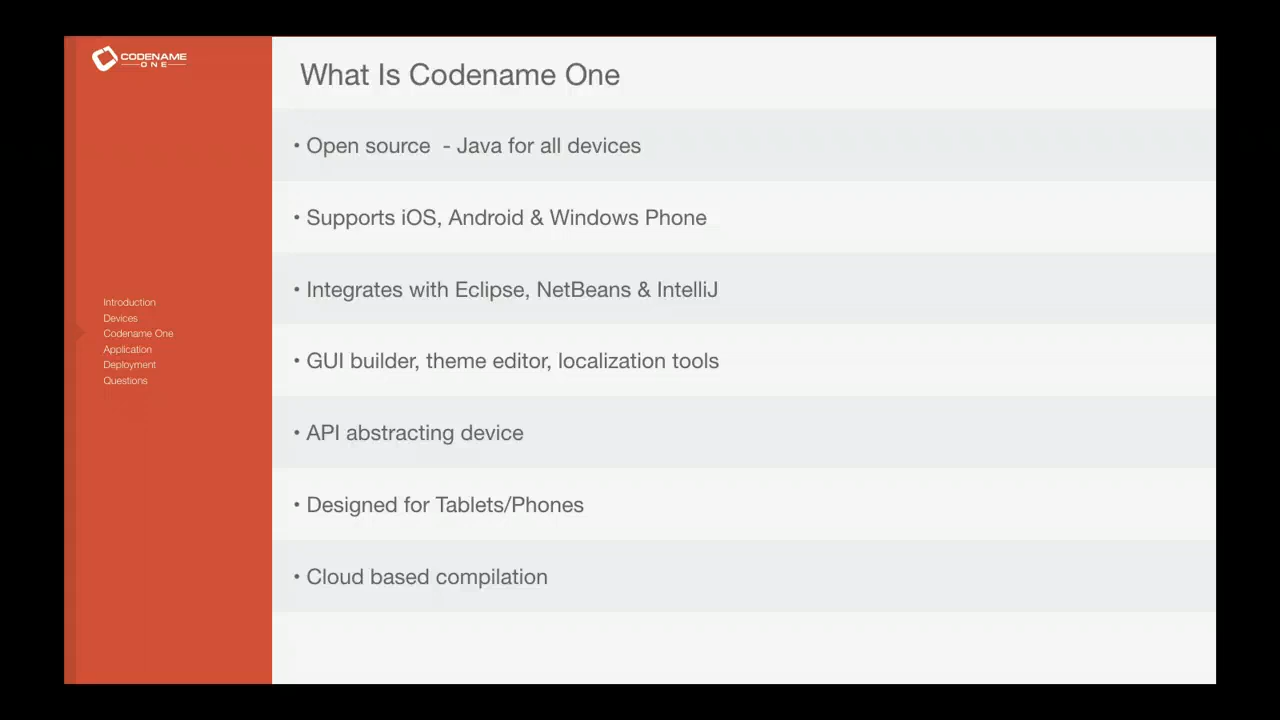 CODENAME
ONE
What Is Codename One
• Open source - Java for all devices
• Supports iOS, Android & Windows Phone
• Integrates with Eclipse, NetBeans & IntelliJ
• GUI builder, theme editor, localization tools
• API abstracting device
• Designed for Tablets/Phones
• Cloud based compilation
Introduction
Devices
Codename One
Application
Deployment
Questions